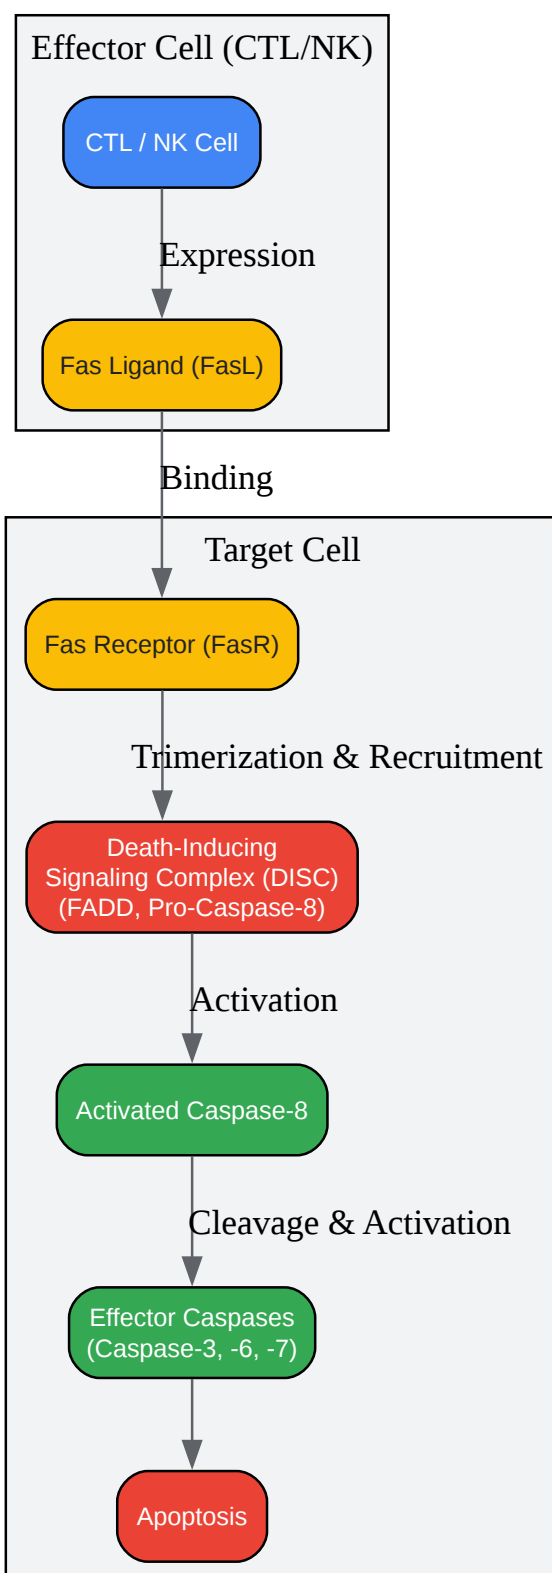 Effector Cell (CTL/NK)
CTL / NK Cell
Expression
Fas Ligand (FasL)
Binding
Target Cell
Fas Receptor (FasR)
Trimerization & Recruitment
Death-Inducing
Signaling Complex (DISC)
(FADD, Pro-Caspase-8)
Activation
Activated Caspase-8
Cleavage & Activation
Effector Caspases
(Caspase-3, -6, -7)
Apoptosis